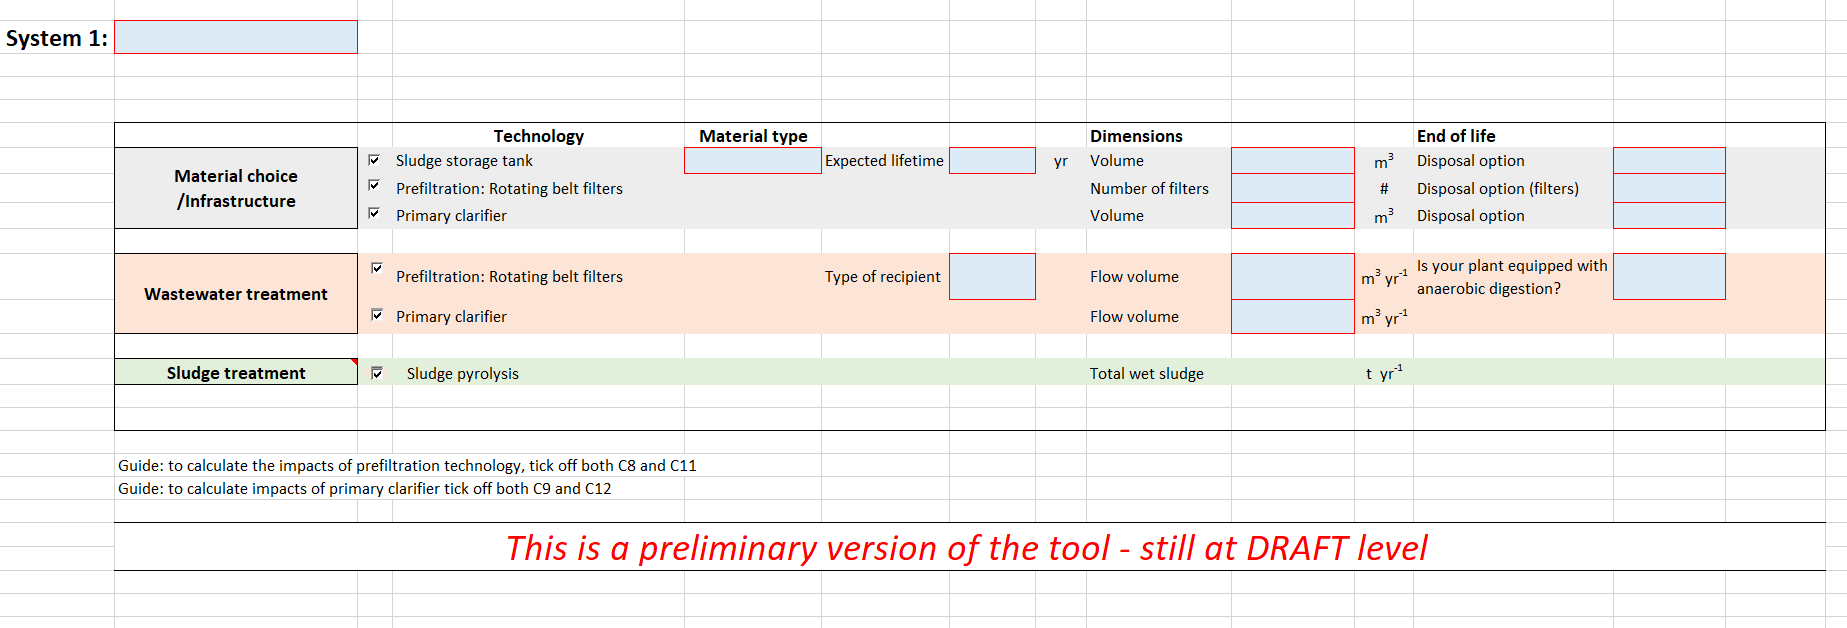 System 1:
Technology Material type Dimensions End of life
Material choice
/Infrastructure
Sludge storage tank Expected lifetime yr Volume m³ Disposal option
Prefiltration: Rotating belt filters Number of filters # Disposal option (filters)
Primary clarifier Volume m³ Disposal option
Wastewater treatment
Prefiltration: Rotating belt filters Type of recipient Flow volume m³ yr⁻¹ Is your plant equipped with
anaerobic digestion?
Primary clarifier Flow volume m³ yr⁻¹
Sludge treatment Sludge pyrolysis Total wet sludge t yr⁻¹
Guide: to calculate the impacts of prefiltration technology, tick off both C8 and C11
Guide: to calculate impacts of primary clarifier tick off both C9 and C12
This is a preliminary version of the tool - still at DRAFT level